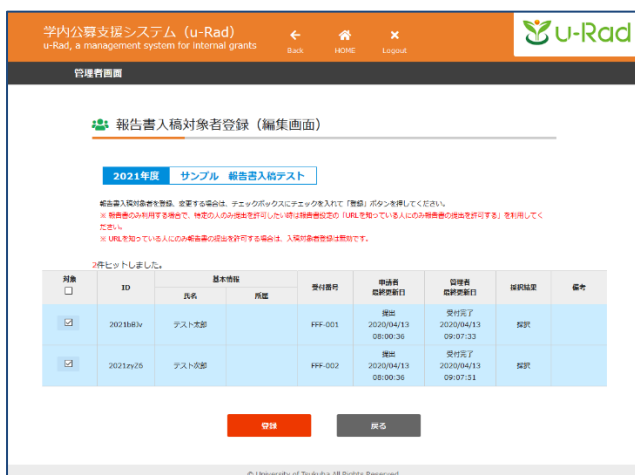 学内公募支援システム (u-Rad)
u-Rad, a management system for internal grants
Back HOME Logout
u-Rad
管理者画面
報告書入稿対象者登録（編集画面）
2021年度 サンプル 報告書入稿テスト
報告書入稿対象者を登録、変更する場合は、チェックボックスにチェックを入れて「登録」ボタンを押してください。
※ 報告書のみ利用する場合で、特定の人のみ提出を許可したい時は報告書設定の「URLを知っている人にのみ報告書の提出を許可する」を利用してく
ださい。
※ URLを知っている人にのみ報告書の提出を許可する場合は、入稿対象者登録は無効です。
2件ヒットしました。
対象 ID 基本情報 受付番号 申請者 最終更新日 管理者 最終更新日 採択結果 備考
氏名 所属
2021b8Jv テスト太郎 FFF-001 提出 2020/04/13 08:00:36 受付完了 2020/04/13 09:07:33 採択
2021zy26 テスト次郎 FFF-002 提出 2020/04/13 08:00:36 受付完了 2020/04/13 09:07:51 採択
登録 戻る
© University of Tsukuba All Rights Reserved